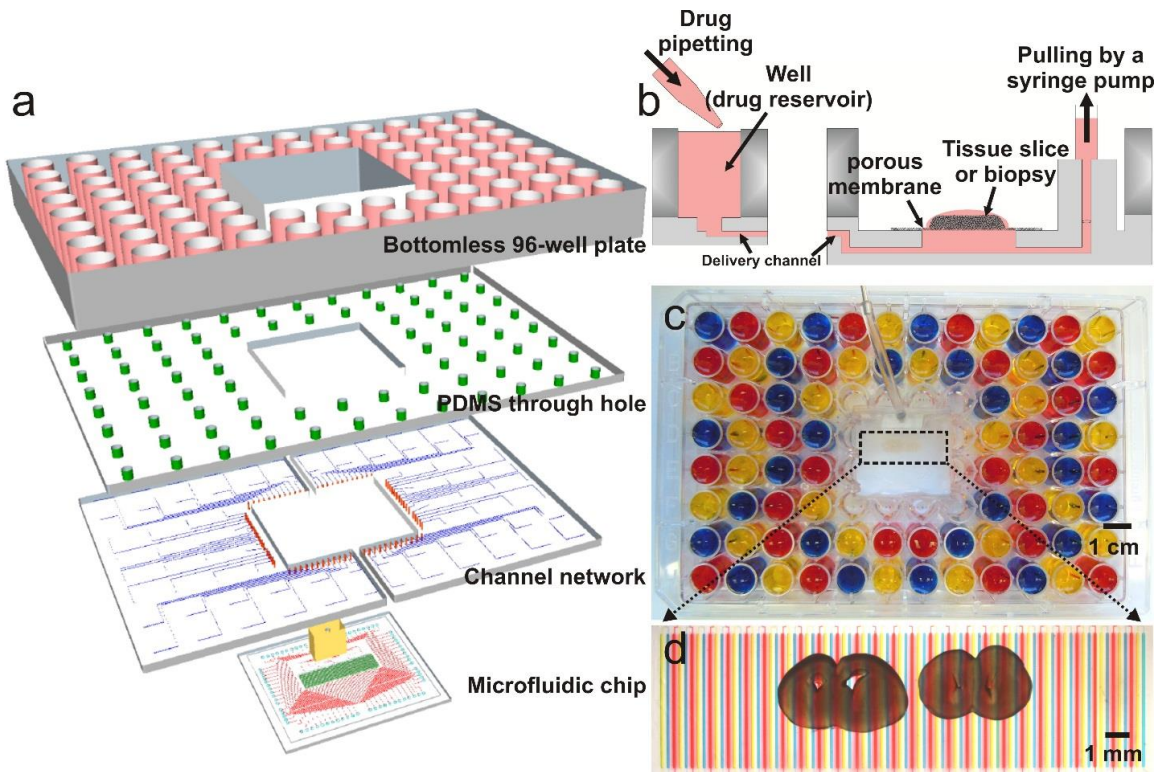 a
Bottomless 96-well plate
PDMS through hole
Channel network
Microfluidic chip
b
Drug
pipetting
Well
(drug reservoir)
Pulling by a
syringe pump
porous
membrane
Tissue slice
or biopsy
Delivery channel
c
1 cm
d
1 mm